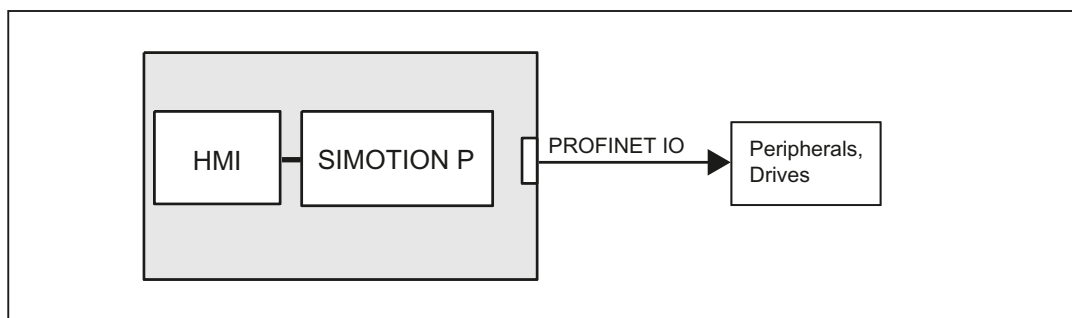 HMI
SIMOTION P
PROFINET IO
Peripherals,
Drives